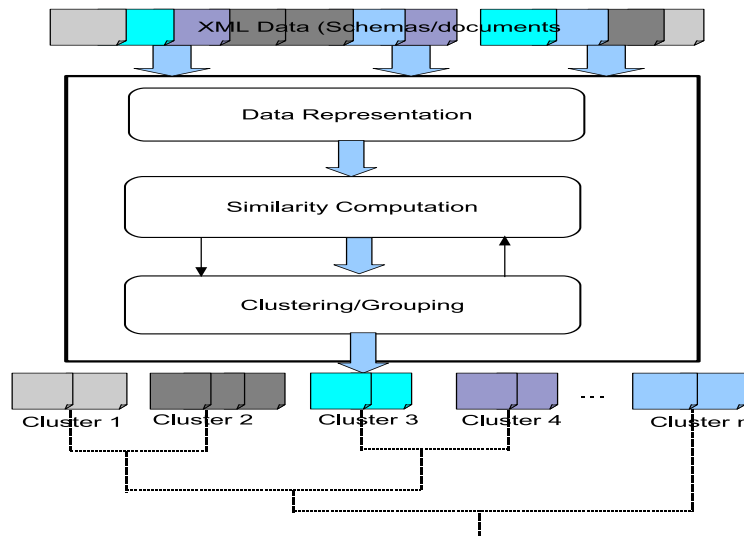 XML Data (Schemas/documents
Data Representation
Similarity Computation
Clustering/Grouping
Cluster 1
Cluster 2
Cluster 3
Cluster 4
...
Cluster n